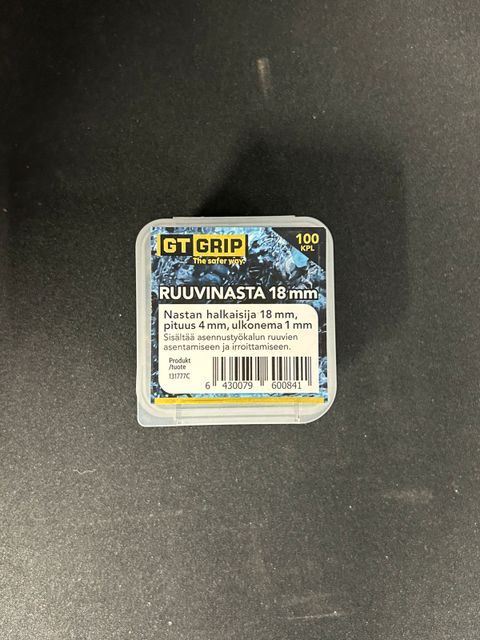 GT GRIP
The safer way.
100
KPL
RUUVINASTA 18 mm
Nastan halkaisija 18 mm,
pituus 4 mm, ulkonema 1 mm
Sisältää asennustyökalun ruuvien
asentamiseen ja irroittamiseen.
Produkt
/tuote
131777C
6 430079 600841